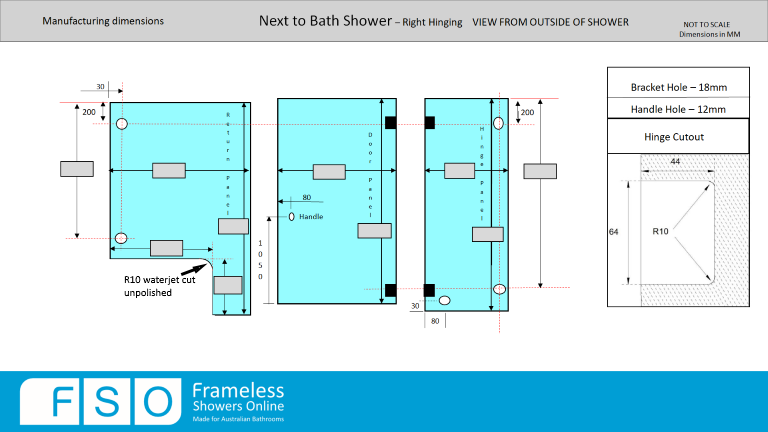 Manufacturing dimensions
Next to Bath Shower – Right Hinging VIEW FROM OUTSIDE OF SHOWER
NOT TO SCALE
Dimensions in MM
Bracket Hole – 18mm
Handle Hole – 12mm
Hinge Cutout
44
64
R10
30
200
Return Panel
R10 waterjet cut
unpolished
Door Panel
80
Handle
1050
Hinge Panel
200
30
80
FSO
Frameless
Showers Online
Made for Australian Bathrooms